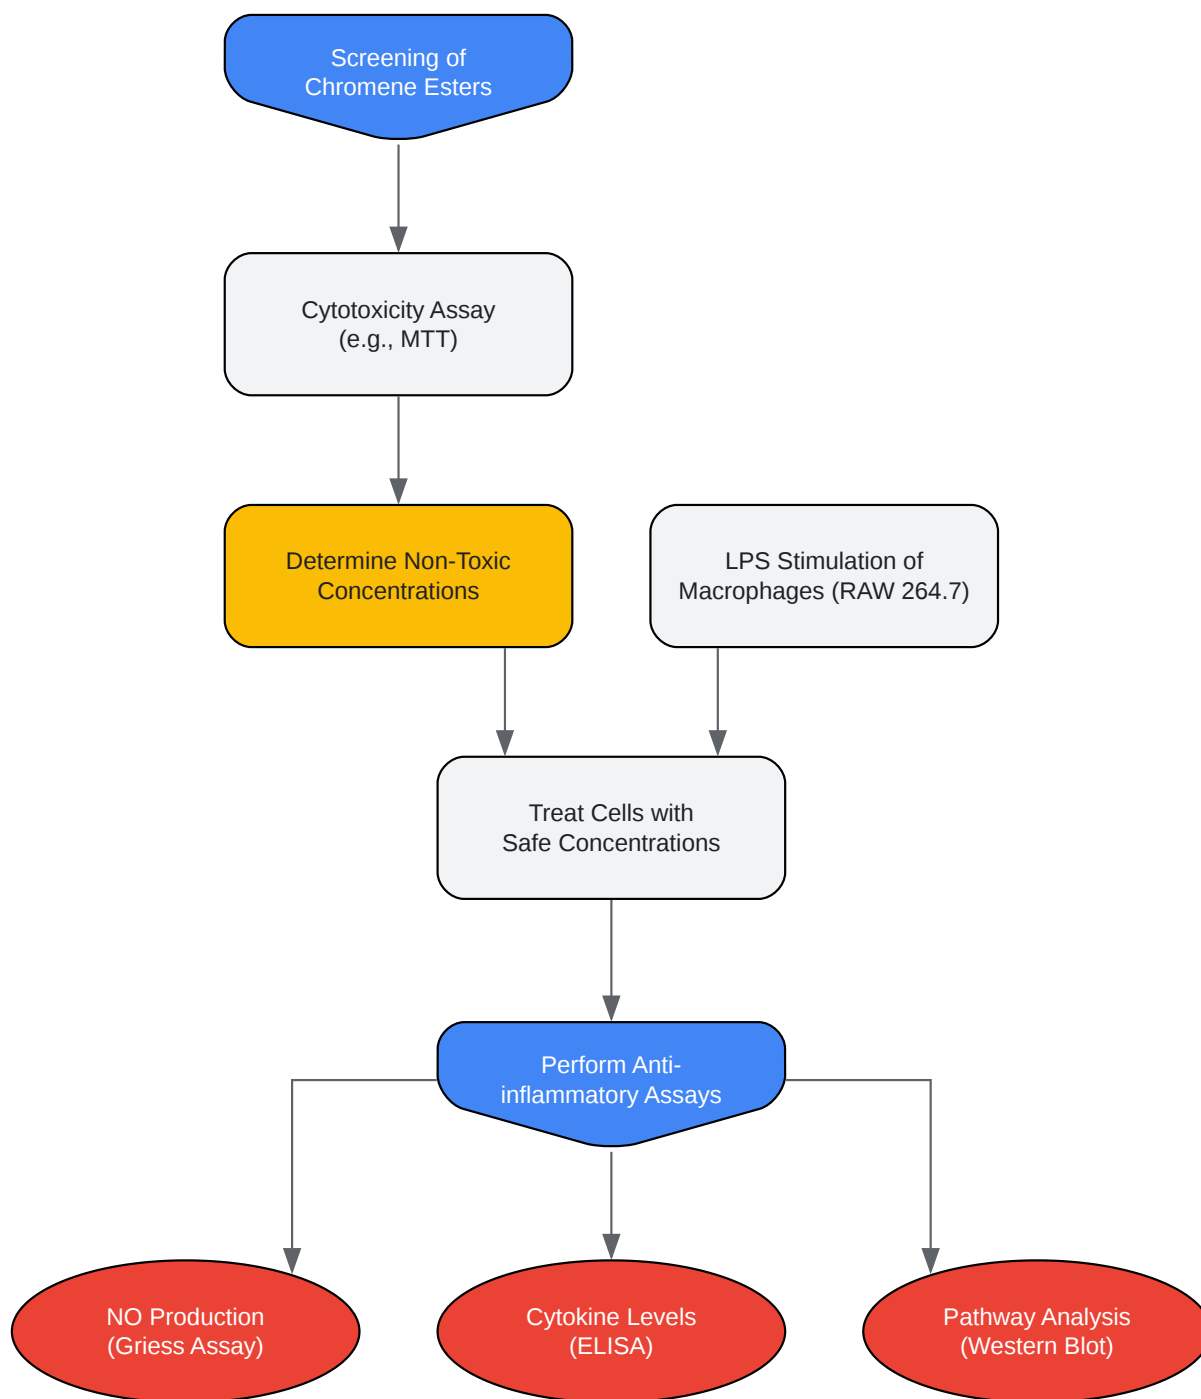 Screening of
Chromene Esters
Cytotoxicity Assay
(e.g., MTT)
Determine Non-Toxic
Concentrations
LPS Stimulation of
Macrophages (RAW 264.7)
Treat Cells with
Safe Concentrations
Perform Anti-
inflammatory Assays
NO Production
(Griess Assay)
Cytokine Levels
(ELISA)
Pathway Analysis
(Western Blot)